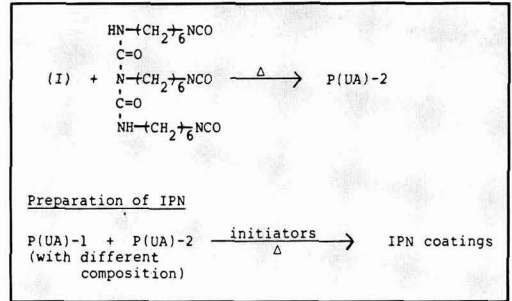 HN-(CH2)6NCO
C=O
(I) + N-(CH2)6NCO Δ P(UA)-2
C=O
NH-(CH2)6NCO
Preparation of IPN
P(UA)-1 + P(UA)-2 initiators Δ IPN coatings
(with different
composition)